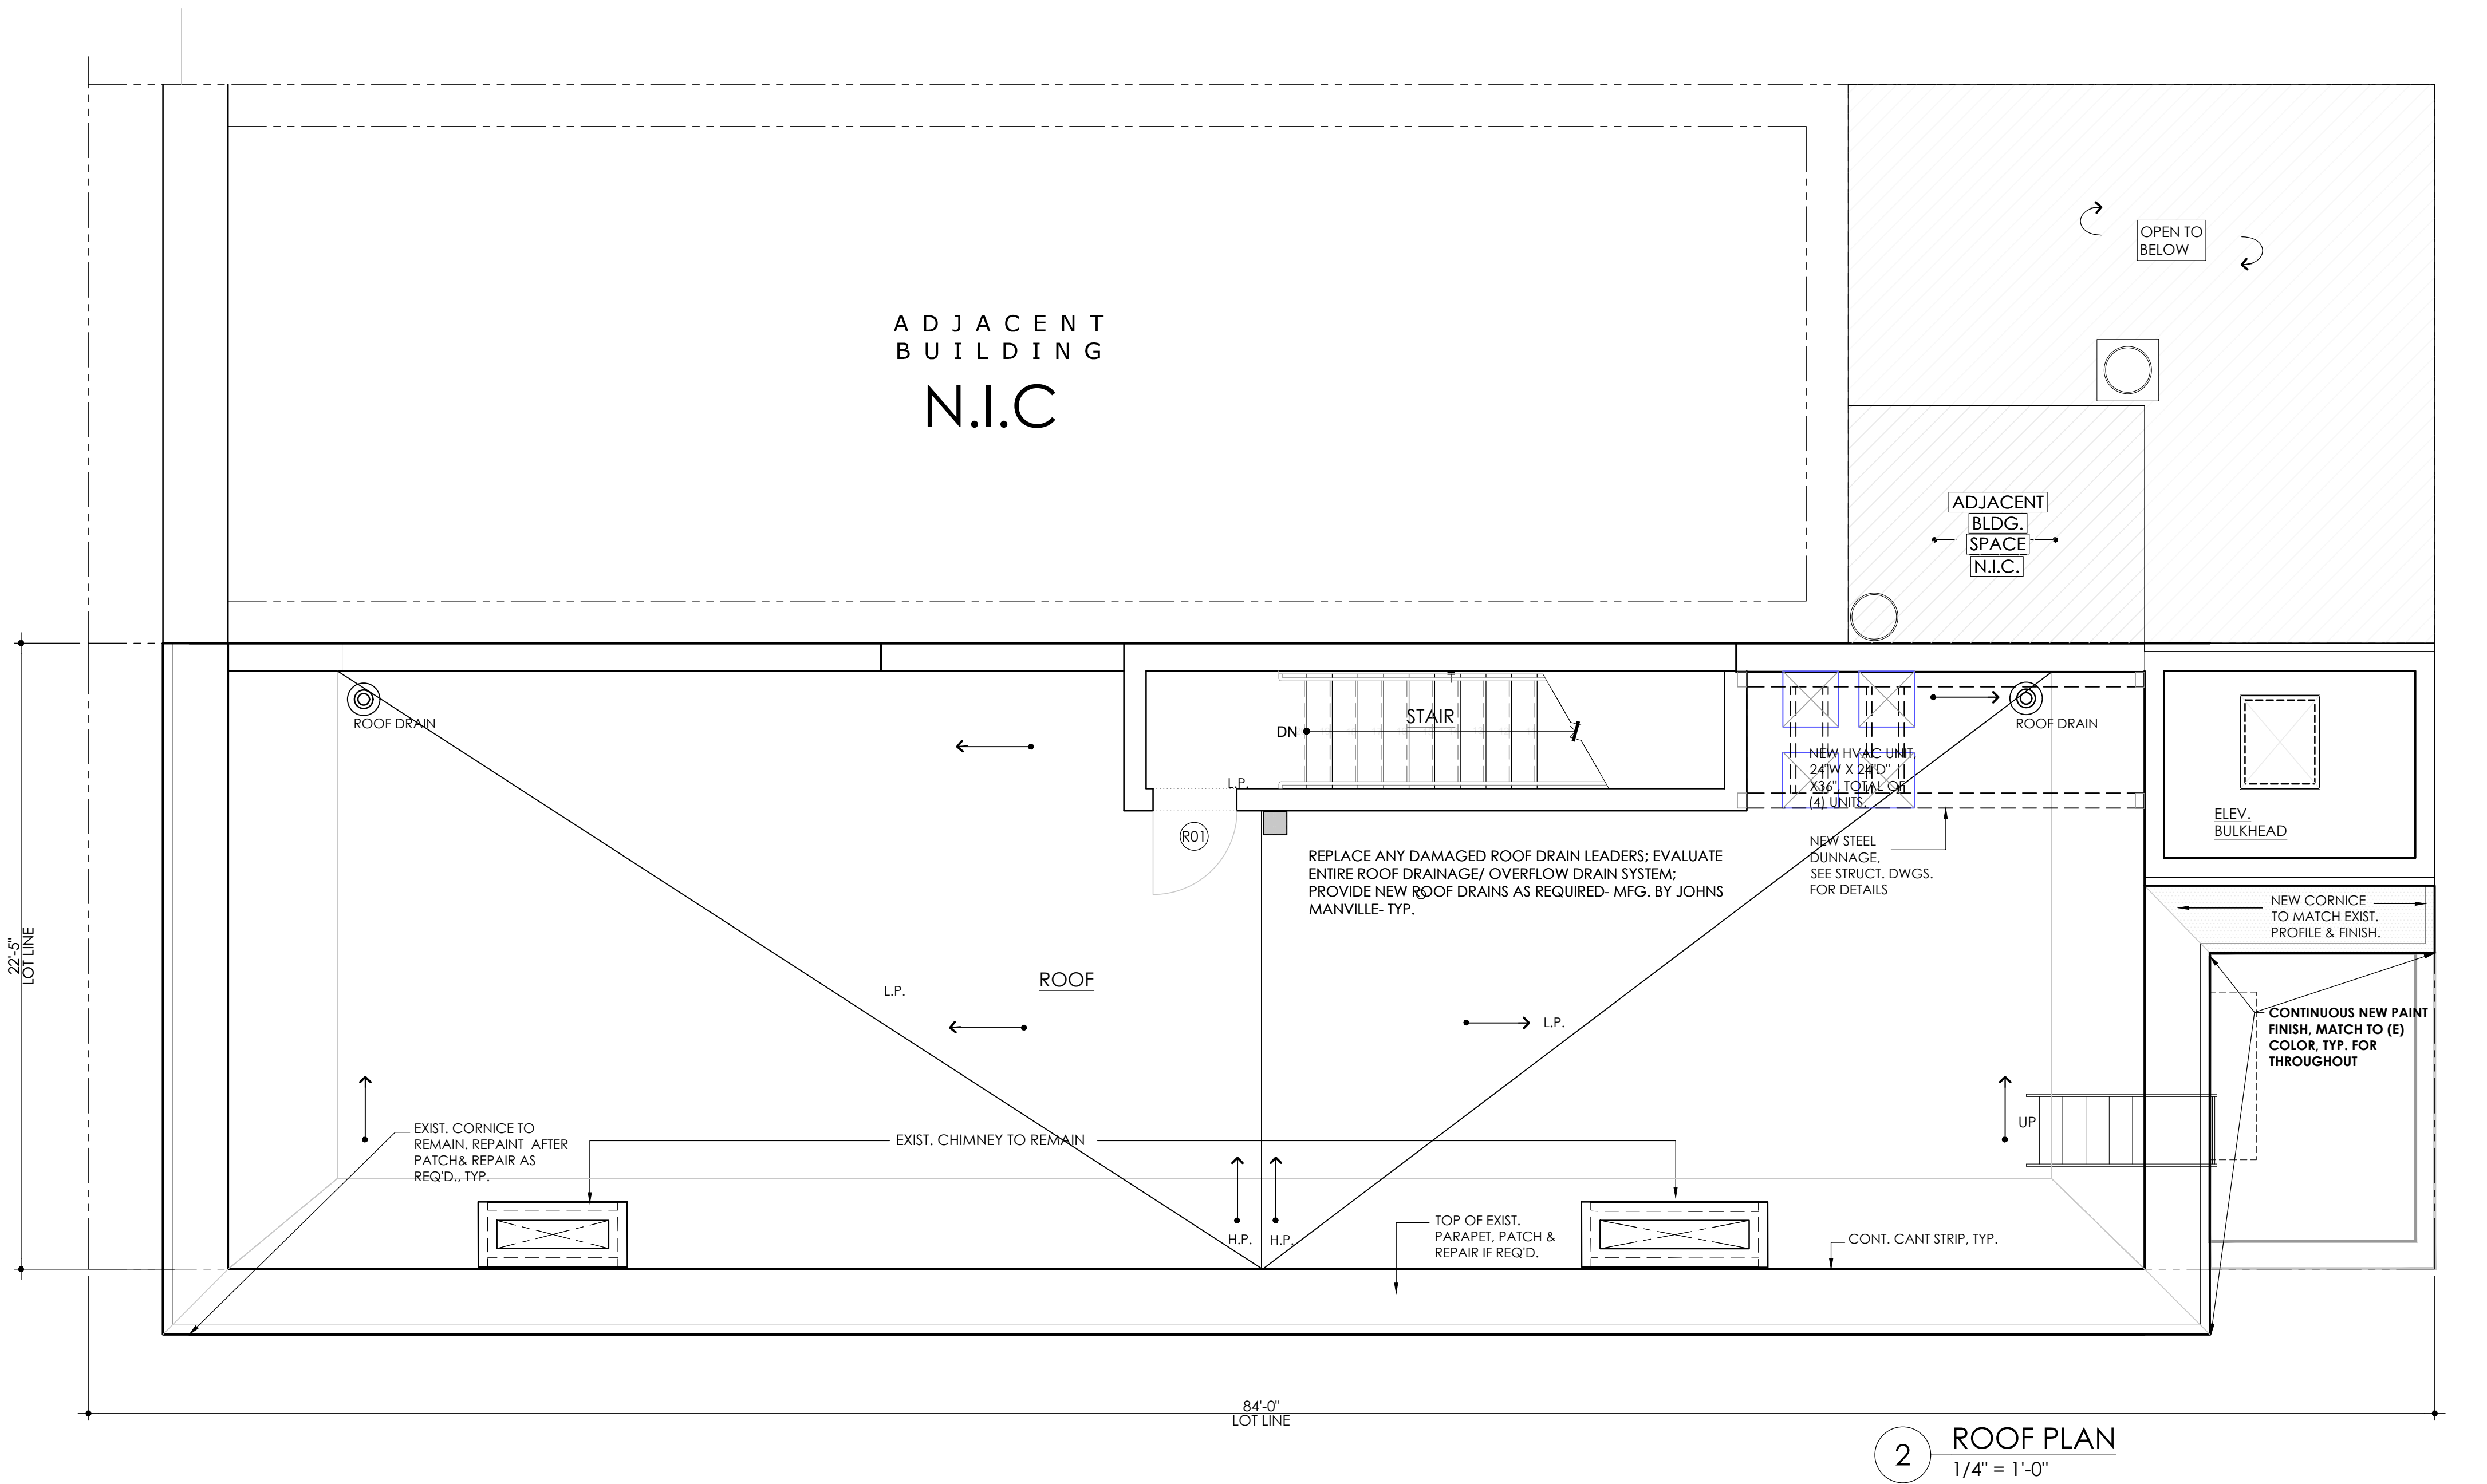 ADJACENT
BUILDING
N.I.C
OPEN TO
BELOW
ADJACENT
BLDG.
SPACE
N.I.C.
ROOF DRAIN
STAIR
DN
L.P.
R01
ROOF DRAIN
NEW HVAC UNIT,
24"W X 24"D"
X36", TOTAL OF
(4) UNITS.
ELEV.
BULKHEAD
NEW STEEL
DUNNAGE,
SEE STRUCT. DWGS.
FOR DETAILS
REPLACE ANY DAMAGED ROOF DRAIN LEADERS; EVALUATE
ENTIRE ROOF DRAINAGE/ OVERFLOW DRAIN SYSTEM;
PROVIDE NEW ROOF DRAINS AS REQUIRED- MFG. BY JOHNS
MANVILLE- TYP.
NEW CORNICE
TO MATCH EXIST.
PROFILE & FINISH.
22'-5"
LOT LINE
ROOF
L.P.
L.P.
CONTINUOUS NEW PAINT
FINISH, MATCH TO (E)
COLOR, TYP. FOR
THROUGHOUT
UP
EXIST. CORNICE TO
REMAIN. REPAINT AFTER
PATCH& REPAIR AS
REQ'D., TYP.
EXIST. CHIMNEY TO REMAIN
H.P.
H.P.
TOP OF EXIST.
PARAPET, PATCH &
REPAIR IF REQ'D.
CONT. CANT STRIP, TYP.
84'-0"
LOT LINE
2
ROOF PLAN
1/4" = 1'-0"